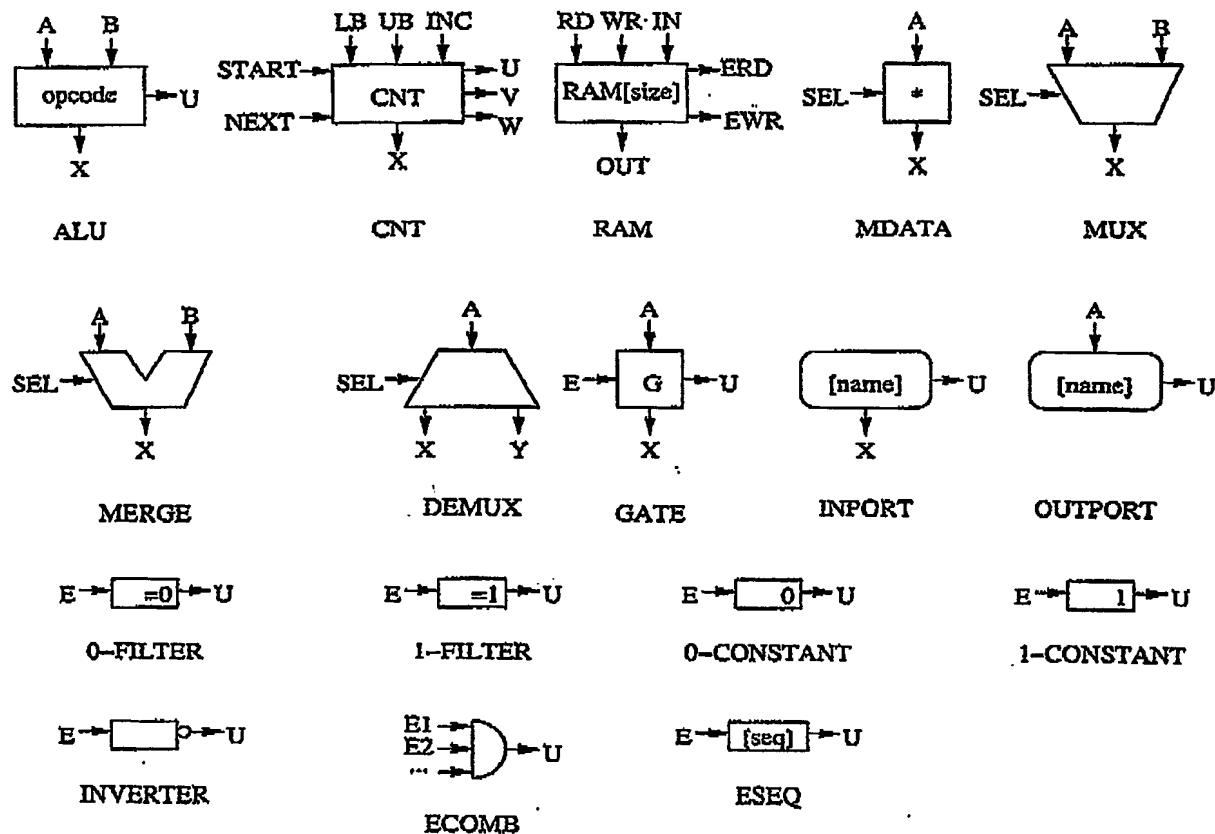 A B LB UB INC RD WR IN A A B
opcode U START CNT U RAM[size] ERD SEL * SEL
V
NEXT W EWR
X X OUT X X
ALU CNT RAM MDATA MUX
A B A A A
SEL SEL E G U [name] U [name] U
X X Y X X
MERGE DEMUX GATE INPORT OUTPORT
E =0 U E =1 U E 0 U E 1 U
0-FILTER 1-FILTER 0-CONSTANT 1-CONSTANT
E U E1 E [seq] U
E2 U
...
INVERTER ECOMB ESEQ